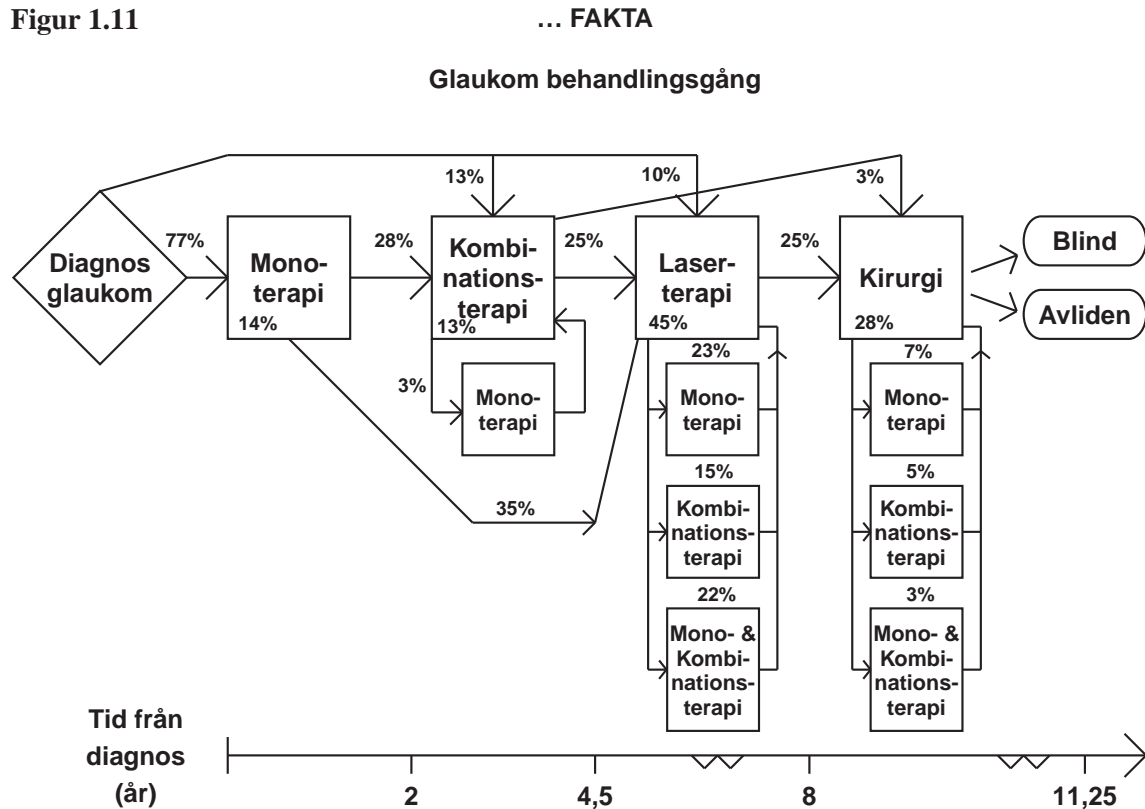 Figur 1.11
... FAKTA
Glaukom behandlingsgång
13%
10%
3%
77%
28%
25%
25%
Diagnos
glaukom
Mono-
terapi
14%
Kombi-
nations-
terapi
13%
Laser-
terapi
45%
Kirurgi
28%
Blind
Avliden
3%
Mono-
terapi
35%
23%
Mono-
terapi
15%
Kombi-
nations-
terapi
22%
Mono- &
Kombi-
nations-
terapi
7%
Mono-
terapi
5%
Kombi-
nations-
terapi
3%
Mono- &
Kombi-
nations-
terapi
Tid från
diagnos
(år)
2
4,5
8
11,25